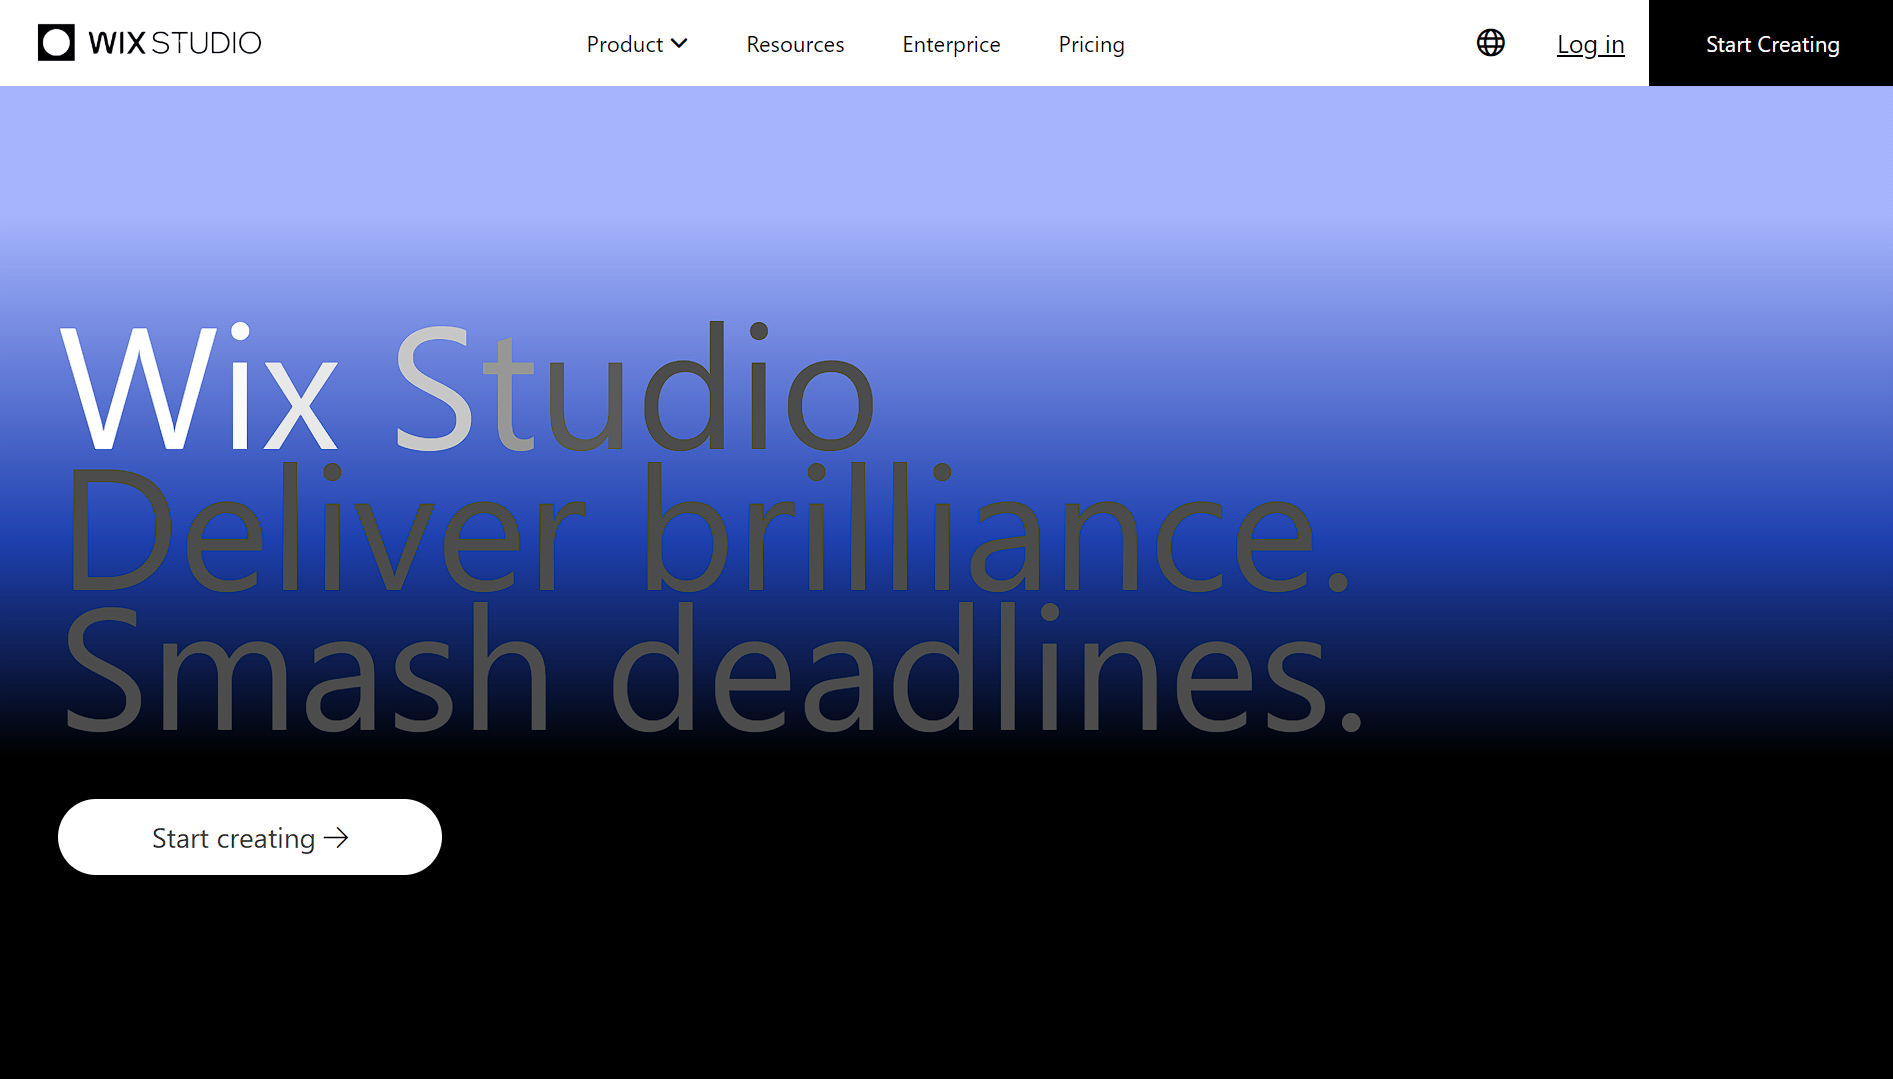 WIX STUDIO
Product
Resources
Enterprice
Pricing
Log in
Start Creating
Wix Studio
Deliver brilliance.
Smash deadlines.
Start creating →